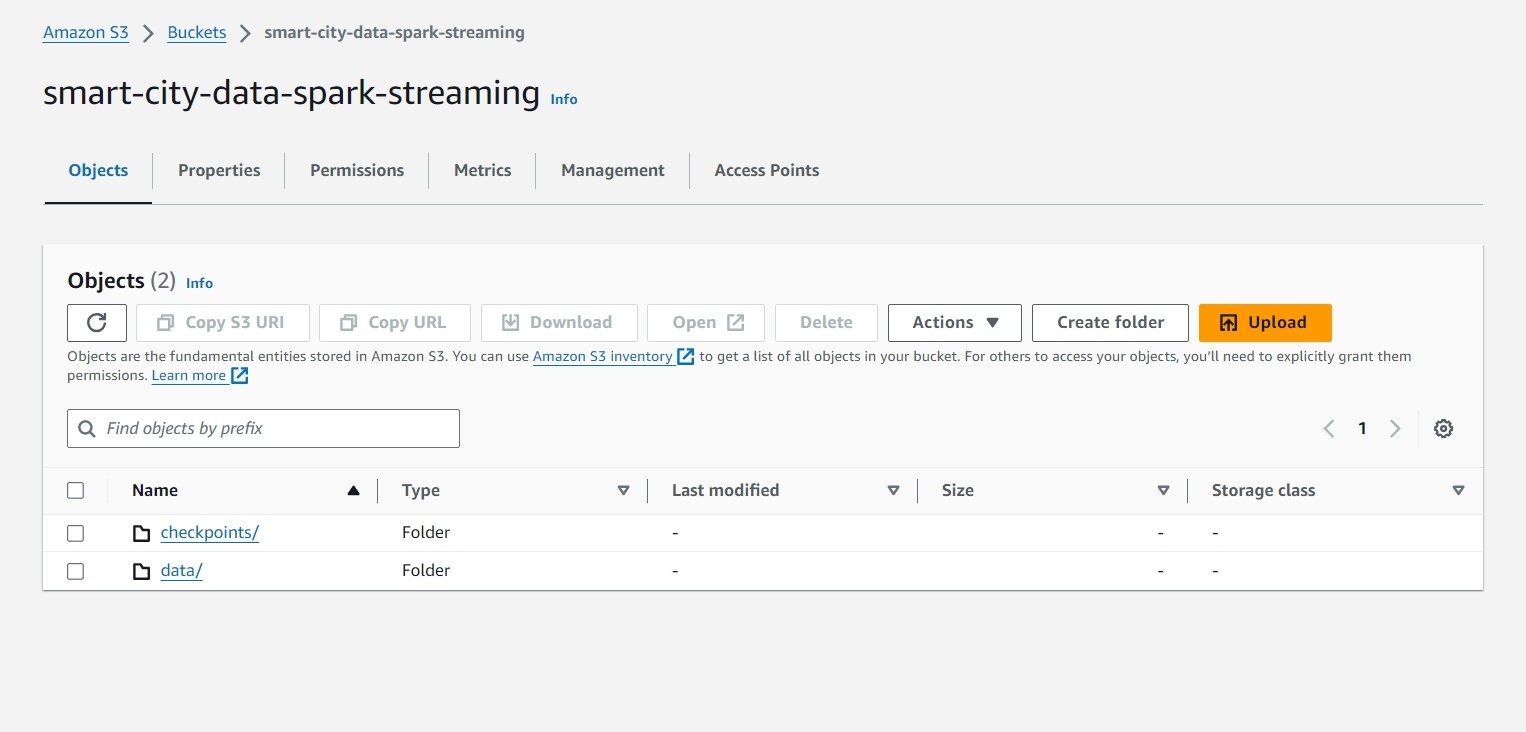 Amazon S3 > Buckets > smart-city-data-spark-streaming
smart-city-data-spark-streaming Info
Objects Properties Permissions Metrics Management Access Points
Objects (2) Info
Copy S3 URI Copy URL Download Open Delete Actions Create folder Upload
Objects are the fundamental entities stored in Amazon S3. You can use Amazon S3 inventory to get a list of all objects in your bucket. For others to access your objects, you'll need to explicitly grant them
permissions. Learn more
Find objects by prefix 1
Name Type Last modified Size Storage class
checkpoints/ Folder - - -
data/ Folder - - -